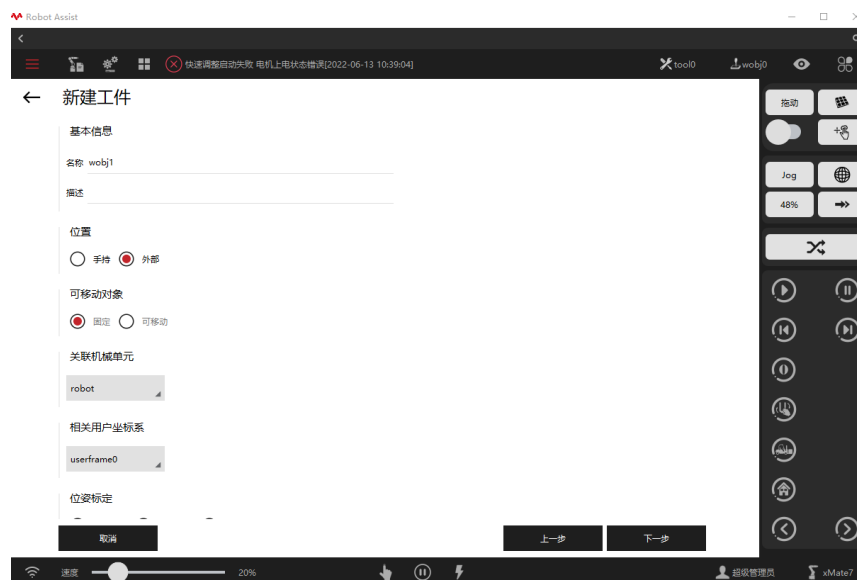 Robot Assist
快速调整启动失败 电机上电状态错误[2022-06-13 10:39:04]
tool0
wobj0
新建工件
拖动
基本信息
名称 wobj1
描述
Jog
48%
位置
手持 外部
可移动对象
固定 可移动
关联机械单元
robot
相关用户坐标系
userframe0
位姿标定
取消 上一步 下一步
速度 20% 超级管理员 xMate7